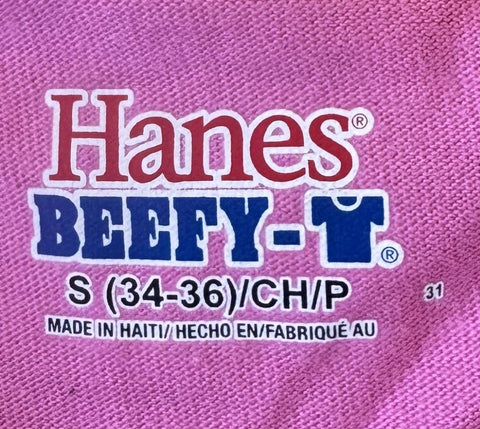 Hanes®
BEEFY-T®
S (34-36)/CH/P
31
MADE IN HAITI// HECHO EN/FABRIQUÉ AU